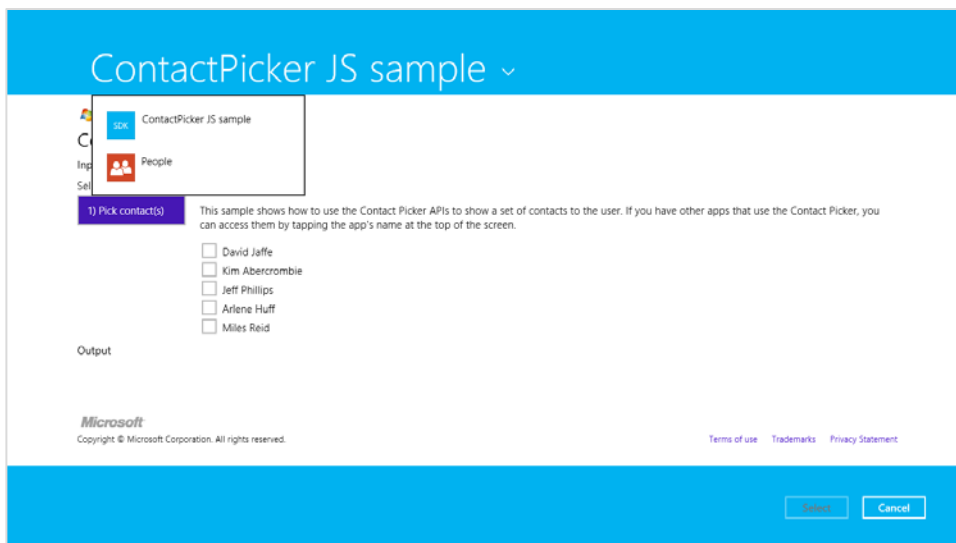 ContactPicker JS sample
SDK ContactPicker JS sample
People
Inp
Sel
1) Pick contact(s)
This sample shows how to use the Contact Picker APIs to show a set of contacts to the user. If you have other apps that use the Contact Picker, you
can access them by tapping the app's name at the top of the screen.
David Jaffe
Kim Abercrombie
Jeff Phillips
Arlene Huff
Miles Reid
Output
Microsoft
Copyright © Microsoft Corporation. All rights reserved.
Terms of use Trademarks Privacy Statement
Select Cancel